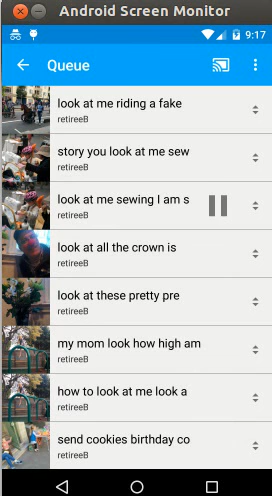 Android Screen Monitor
9:17
Queue
look at me riding a fake
retireeB
story you look at me sew
retireeB
look at me sewing I am s
retireeB
look at all the crown is
retireeB
look at these pretty pre
retireeB
my mom look how high am
retireeB
how to look at me look a
retireeB
send cookies birthday co
retireeB